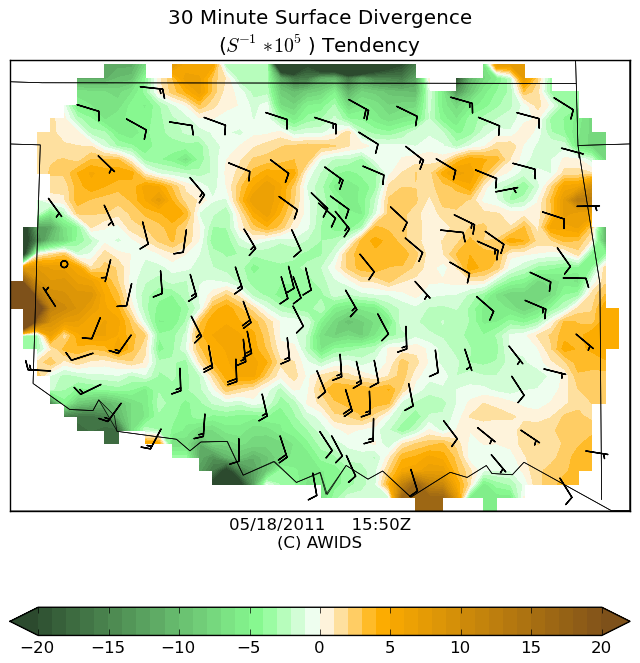 30 Minute Surface Divergence
(S⁻¹ * 10⁵ ) Tendency
05/18/2011 15:50Z
(C) AWIDS
−20 −15 −10 −5 0 5 10 15 20